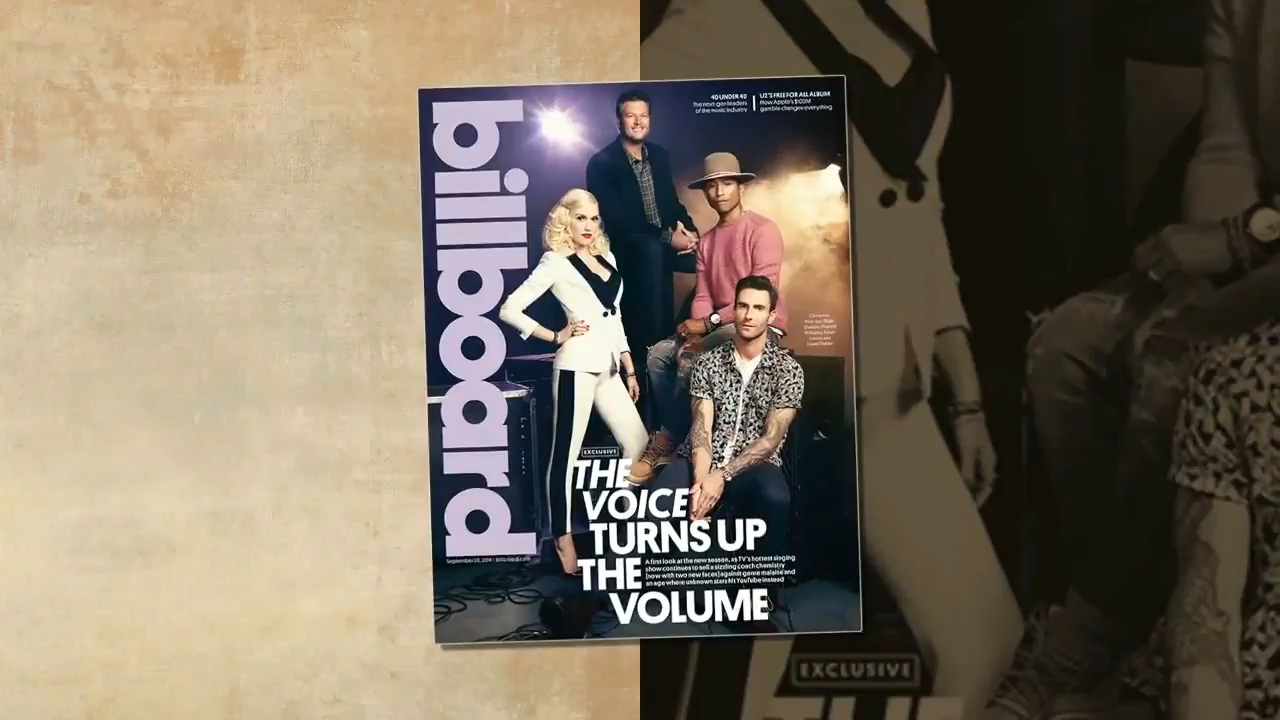 billboard
40 UNDER 40
The next-gen leaders
of the music industry
U2'S FREE FOR ALL ALBUM
How Apple's $100M
gamble changes everything
EXCLUSIVE
THE
VOICE
TURNS UP
THE
VOLUME
A first look at the new season, as TV's hottest singing
show continues to sell a sizzling coach chemistry
(now with two new faces) against genre malaise and
an age where unknown stars hit YouTube instead
billboard.com
EXCLUSIVE